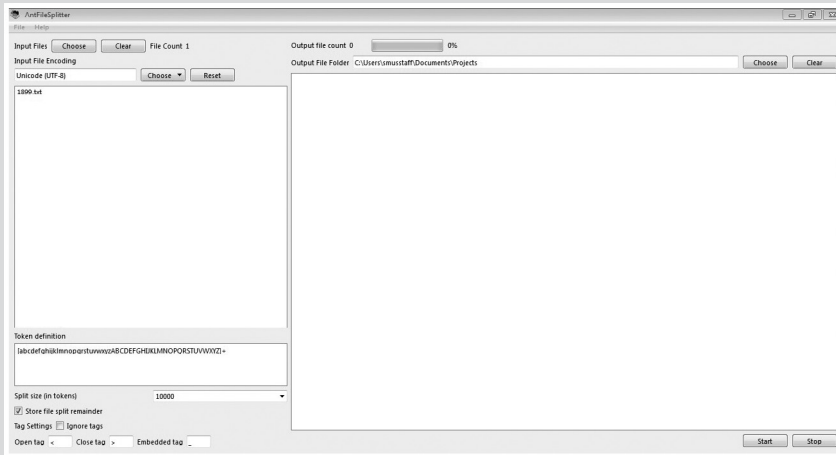 AntFileSplitter
File Help
Input Files Choose Clear File Count 1
Input File Encoding
Unicode (UTF-8) Choose Reset
1899.txt
Token definition
[abcdefghijklmnopqrstuvwxyzABCDEFGHIJKLMNOPQRSTUVWXYZ]+
Split size (in tokens) 10000
Store file split remainder
Tag Settings Ignore tags
Open tag < Close tag > Embedded tag _
Output file count 0 0%
Output File Folder C:\Users\smusstaff\Documents\Projects Choose Clear
Start Stop